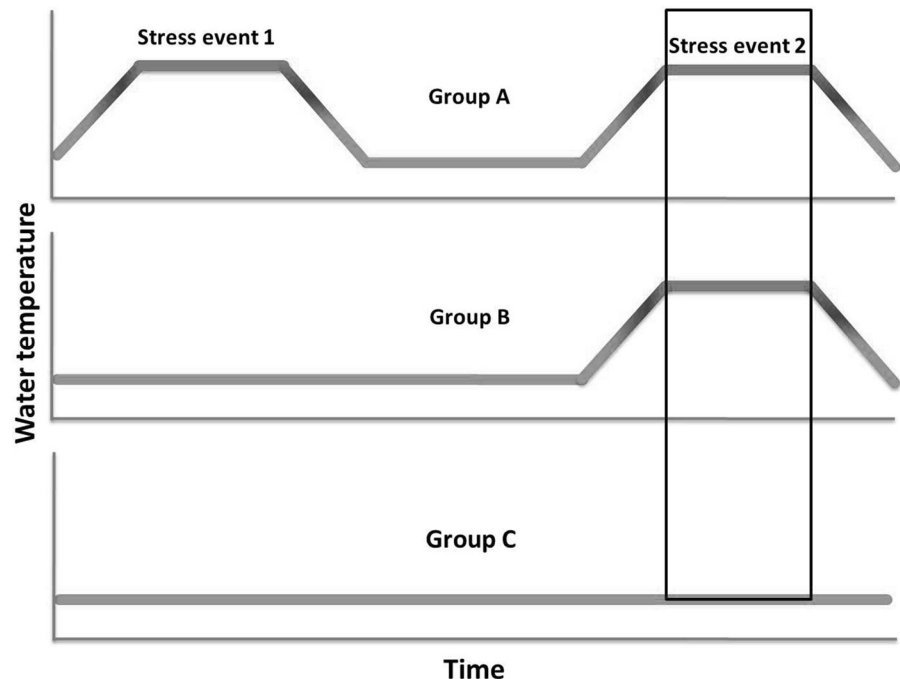 Stress event 1
Stress event 2
Group A
Group B
Water temperature
Group C
Time